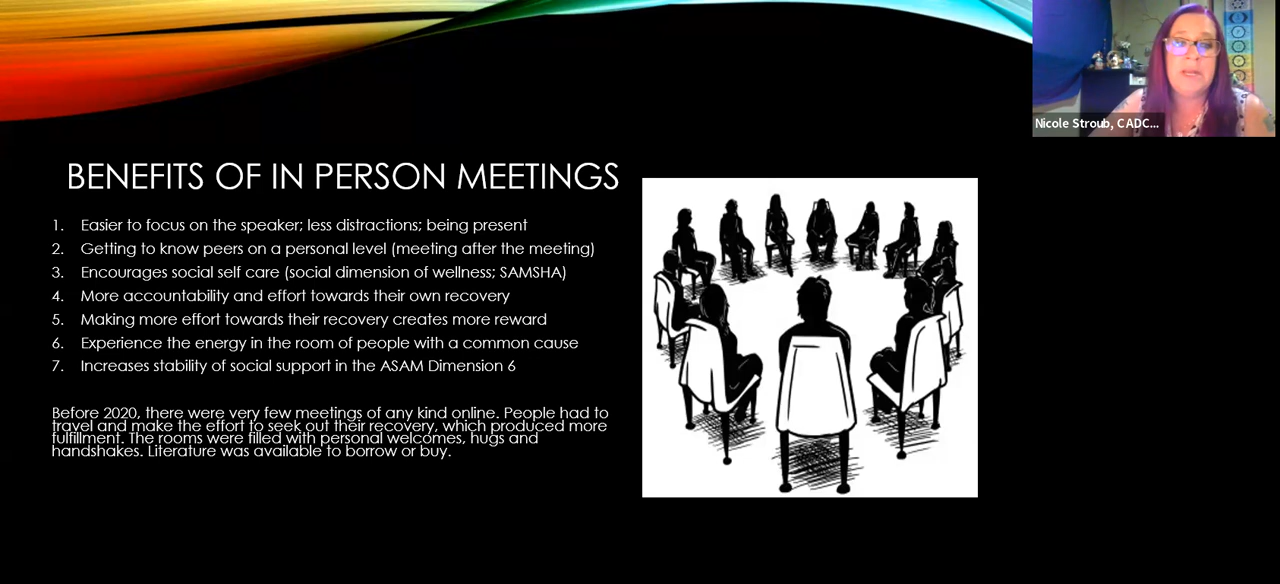 Nicole Stroub, CADC...
BENEFITS OF IN PERSON MEETINGS
1. Easier to focus on the speaker; less distractions; being present
2. Getting to know peers on a personal level (meeting after the meeting)
3. Encourages social self care (social dimension of wellness; SAMSHA)
4. More accountability and effort towards their own recovery
5. Making more effort towards their recovery creates more reward
6. Experience the energy in the room of people with a common cause
7. Increases stability of social support in the ASAM Dimension 6
Before 2020, there were very few meetings of any kind online. People had to
travel and make the effort to seek out their recovery, which produced more
fulfillment. The rooms were filled with personal welcomes, hugs and
handshakes. Literature was available to borrow or buy.